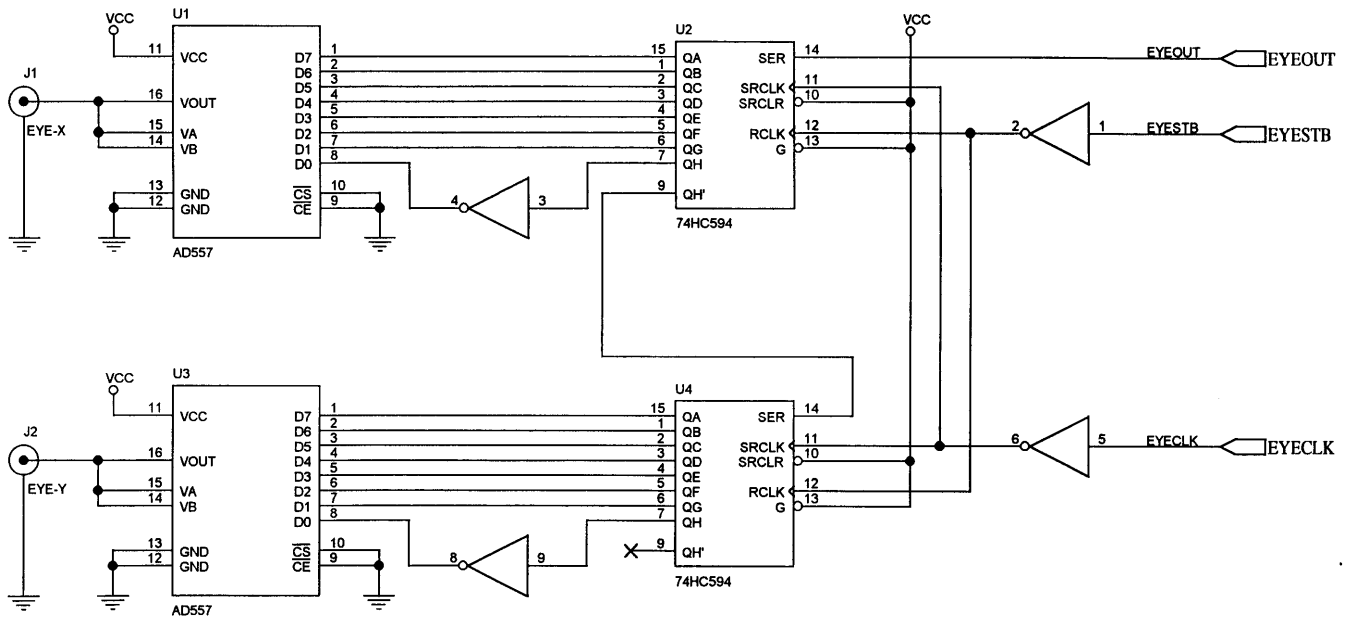 U1
VCC
11
VCC
J1
EYE-X
16
VOUT
15
VA
14
VB
13
GND
12
GND
AD557
D7
1
D6
2
D5
3
D4
4
D3
5
D2
6
D1
7
D0
8
CS
10
CE
9
4
3
U2
15
QA
1
QB
2
QC
3
QD
4
QE
5
QF
6
QG
7
QH
9
QH'
74HC594
SER
14
SRCLK
11
SRCLR
10
RCLK
12
G
13
VCC
EYEOUT
EYEOUT
2
1
EYESTB
EYESTB
U3
VCC
11
VCC
J2
EYE-Y
16
VOUT
15
VA
14
VB
13
GND
12
GND
AD557
D7
1
D6
2
D5
3
D4
4
D3
5
D2
6
D1
7
D0
8
CS
10
CE
9
8
9
U4
15
QA
1
QB
2
QC
3
QD
4
QE
5
QF
6
QG
7
QH
9
QH'
74HC594
SER
14
SRCLK
11
SRCLR
10
RCLK
12
G
13
6
5
EYECLK
EYECLK